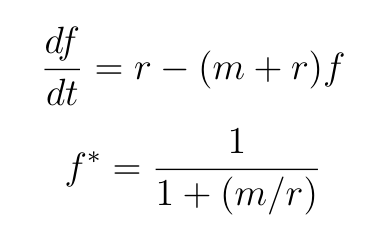 df/dt = r − (m + r)f
f* = 1/(1 + (m/r))